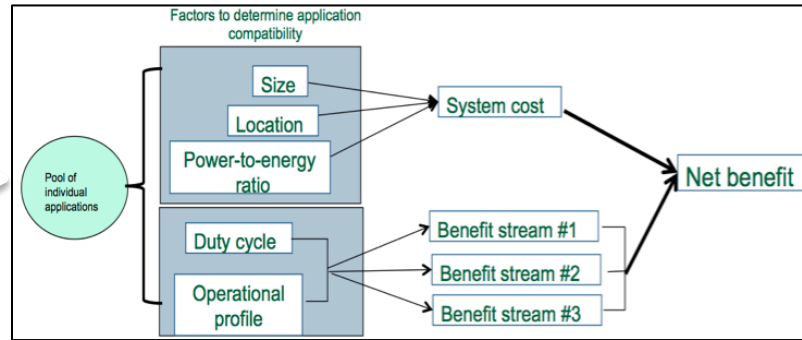 Factors to determine application
compatibility
Size
Location
Power-to-energy
ratio
System cost
Pool of
individual
applications
Net benefit
Duty cycle
Operational
profile
Benefit stream #1
Benefit stream #2
Benefit stream #3